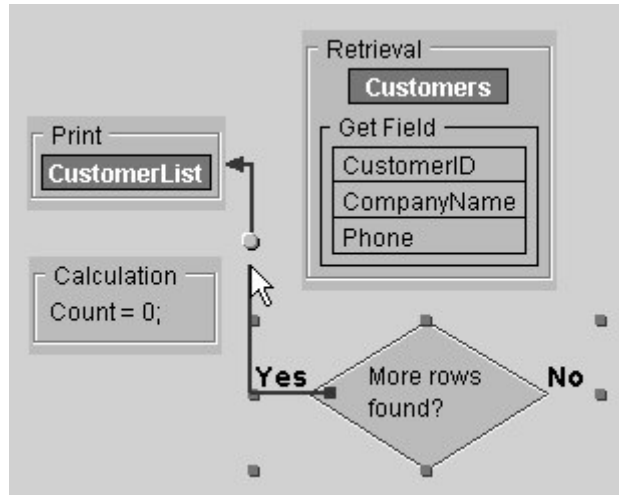 Retrieval
Customers
Get Field
CustomerID
CompanyName
Phone
Print
CustomerList
Calculation
Count = 0;
Yes
More rows
found?
No